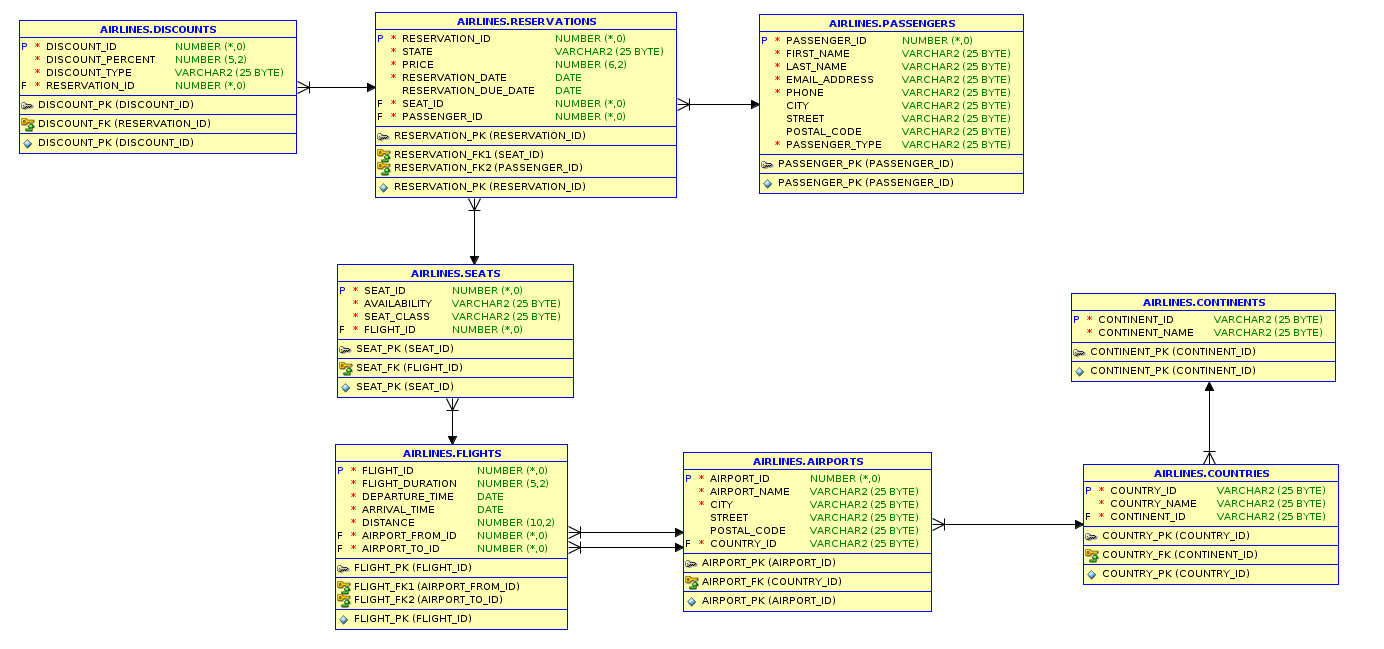 AIRLINES.DISCOUNTS
P * DISCOUNT_ID NUMBER (*,0)
* DISCOUNT_PERCENT NUMBER (5,2)
* DISCOUNT_TYPE VARCHAR2 (25 BYTE)
F * RESERVATION_ID NUMBER (*,0)
DISCOUNT_PK (DISCOUNT_ID)
DISCOUNT_FK (RESERVATION_ID)
DISCOUNT_PK (DISCOUNT_ID)
AIRLINES.RESERVATIONS
P * RESERVATION_ID NUMBER (*,0)
* STATE VARCHAR2 (25 BYTE)
* PRICE NUMBER (6,2)
* RESERVATION_DATE DATE
RESERVATION_DUE_DATE DATE
F * SEAT_ID NUMBER (*,0)
F * PASSENGER_ID NUMBER (*,0)
RESERVATION_PK (RESERVATION_ID)
RESERVATION_FK1 (SEAT_ID)
RESERVATION_FK2 (PASSENGER_ID)
RESERVATION_PK (RESERVATION_ID)
AIRLINES.PASSENGERS
P * PASSENGER_ID NUMBER (*,0)
* FIRST_NAME VARCHAR2 (25 BYTE)
* LAST_NAME VARCHAR2 (25 BYTE)
* EMAIL_ADDRESS VARCHAR2 (25 BYTE)
* PHONE VARCHAR2 (25 BYTE)
CITY VARCHAR2 (25 BYTE)
STREET VARCHAR2 (25 BYTE)
POSTAL_CODE VARCHAR2 (25 BYTE)
* PASSENGER_TYPE VARCHAR2 (25 BYTE)
PASSENGER_PK (PASSENGER_ID)
PASSENGER_PK (PASSENGER_ID)
AIRLINES.SEATS
P * SEAT_ID NUMBER (*,0)
* AVAILABILITY VARCHAR2 (25 BYTE)
* SEAT_CLASS VARCHAR2 (25 BYTE)
F * FLIGHT_ID NUMBER (*,0)
SEAT_PK (SEAT_ID)
SEAT_FK (FLIGHT_ID)
SEAT_PK (SEAT_ID)
AIRLINES.CONTINENTS
P * CONTINENT_ID VARCHAR2 (25 BYTE)
* CONTINENT_NAME VARCHAR2 (25 BYTE)
CONTINENT_PK (CONTINENT_ID)
CONTINENT_PK (CONTINENT_ID)
AIRLINES.FLIGHTS
P * FLIGHT_ID NUMBER (*,0)
* FLIGHT_DURATION NUMBER (5,2)
* DEPARTURE_TIME DATE
* ARRIVAL_TIME DATE
* DISTANCE NUMBER (10,2)
F * AIRPORT_FROM_ID NUMBER (*,0)
F * AIRPORT_TO_ID NUMBER (*,0)
FLIGHT_PK (FLIGHT_ID)
FLIGHT_FK1 (AIRPORT_FROM_ID)
FLIGHT_FK2 (AIRPORT_TO_ID)
FLIGHT_PK (FLIGHT_ID)
AIRLINES.AIRPORTS
P * AIRPORT_ID NUMBER (*,0)
* AIRPORT_NAME VARCHAR2 (25 BYTE)
* CITY VARCHAR2 (25 BYTE)
STREET VARCHAR2 (25 BYTE)
POSTAL_CODE VARCHAR2 (25 BYTE)
F * COUNTRY_ID VARCHAR2 (25 BYTE)
AIRPORT_PK (AIRPORT_ID)
AIRPORT_FK (COUNTRY_ID)
AIRPORT_PK (AIRPORT_ID)
AIRLINES.COUNTRIES
P * COUNTRY_ID VARCHAR2 (25 BYTE)
* COUNTRY_NAME VARCHAR2 (25 BYTE)
F * CONTINENT_ID VARCHAR2 (25 BYTE)
COUNTRY_PK (COUNTRY_ID)
COUNTRY_FK (CONTINENT_ID)
COUNTRY_PK (COUNTRY_ID)